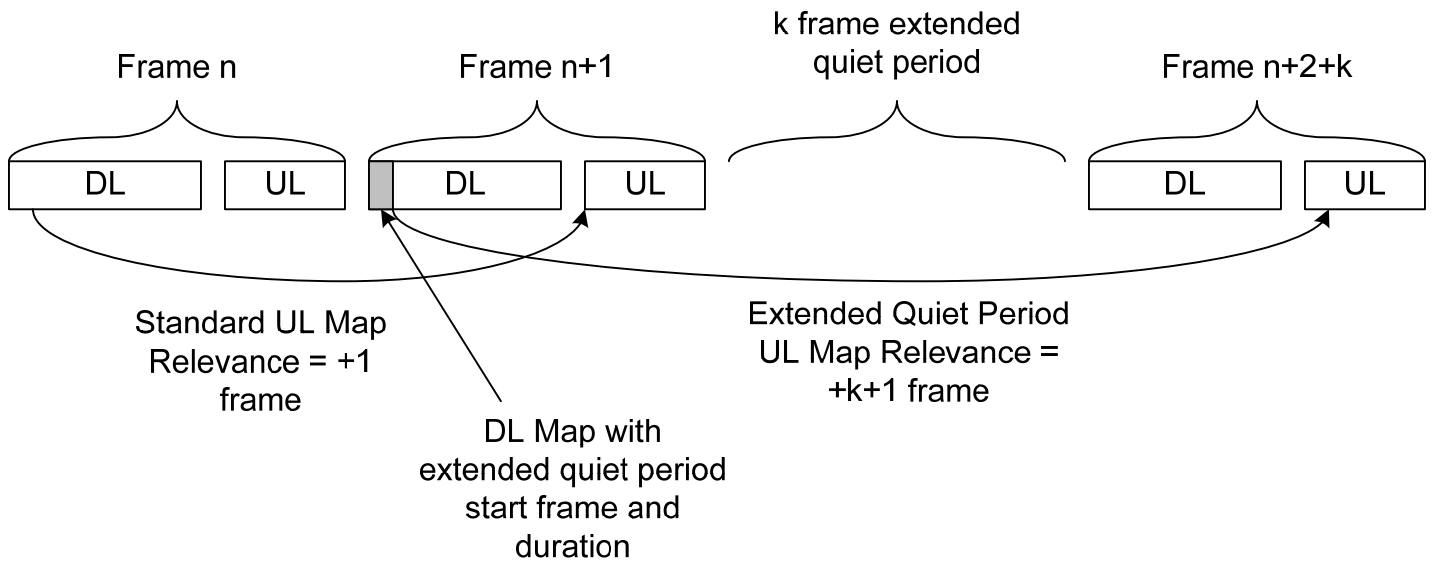 Frame n
Frame n+1
k frame extended
quiet period
Frame n+2+k
DL
UL
DL
UL
DL
UL
Standard UL Map
Relevance = +1
frame
Extended Quiet Period
UL Map Relevance =
+k+1 frame
DL Map with
extended quiet period
start frame and
duration